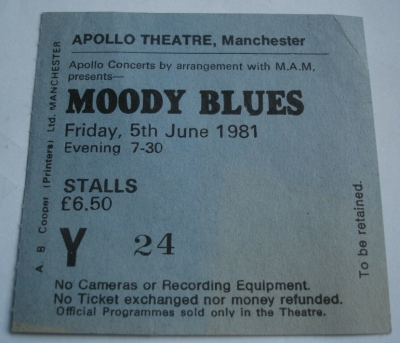 APOLLO THEATRE, Manchester
Apollo Concerts by arrangement with M.A.M,
presents—
MOODY BLUES
Friday, 5th June 1981
Evening 7-30
STALLS
£6.50
Y 24
No Cameras or Recording Equipment.
No Ticket exchanged nor money refunded.
Official Programmes sold only in the Theatre.
A B Cooper (Printers) Ltd. MANCHESTER
To be retained.